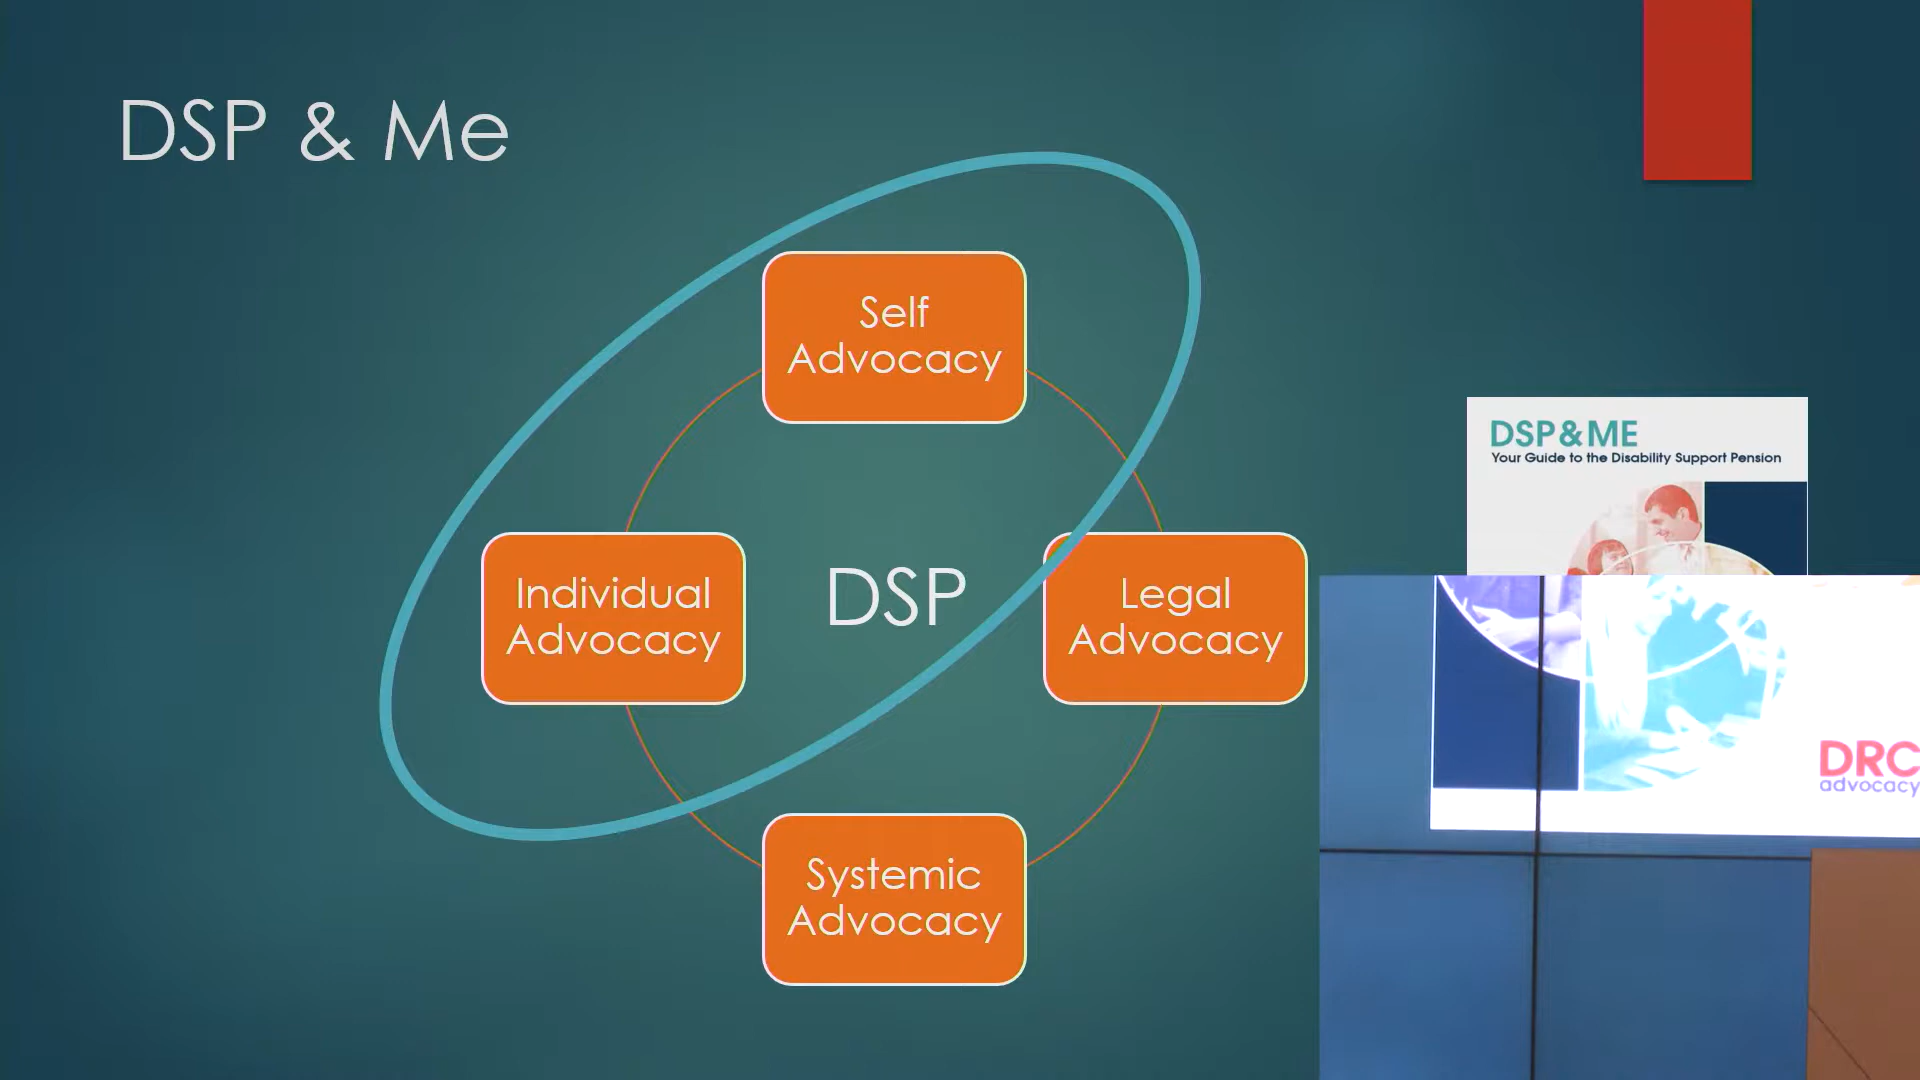 DSP & Me
Self
Advocacy
Individual
Advocacy
DSP
Legal
Advocacy
Systemic
Advocacy
DSP&ME
Your Guide to the Disability Support Pension
DRC
advocacy